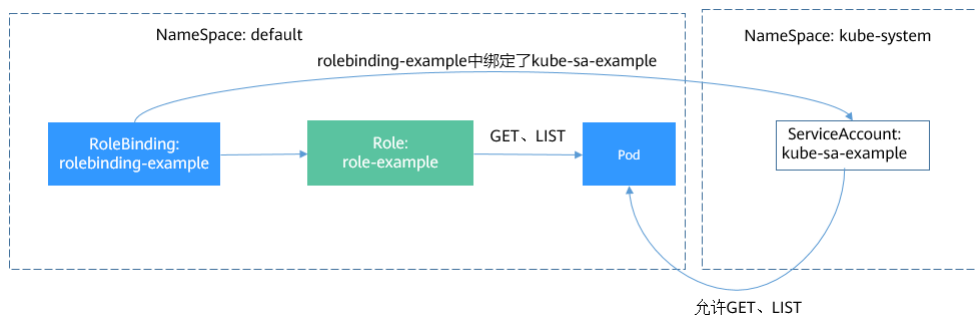 NameSpace: default
NameSpace: kube-system
rolebinding-example中绑定了kube-sa-example
RoleBinding:
rolebinding-example
Role:
role-example
GET、LIST
Pod
ServiceAccount:
kube-sa-example
允许GET、LIST